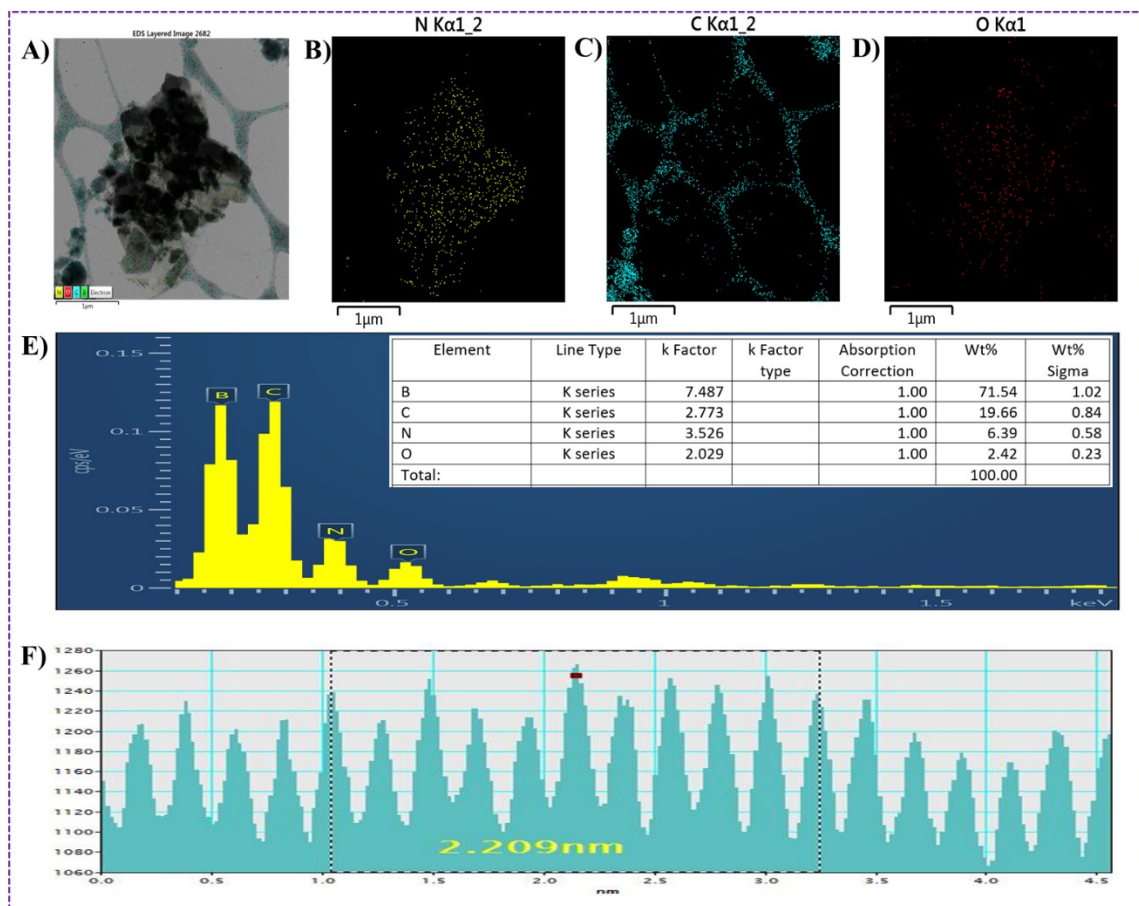 A)
EDS Layered Image 2682
N O C B Electron
1μm
B)
N Kα1_2
1μm
C)
C Kα1_2
1μm
D)
O Kα1
1μm
E)
cps/eV
0.15
0.1
0.05
0
B
C
N
O
0.5
1
1.5
keV
Element Line Type k Factor k Factor type Absorption Correction Wt% Wt% Sigma
B K series 7.487 1.00 71.54 1.02
C K series 2.773 1.00 19.66 0.84
N K series 3.526 1.00 6.39 0.58
O K series 2.029 1.00 2.42 0.23
Total: 100.00
F)
1280
1260
1240
1220
1200
1180
1160
1140
1120
1100
1080
1060
2.209nm
0.0 0.5 1.0 1.5 2.0 2.5 3.0 3.5 4.0 4.5
nm